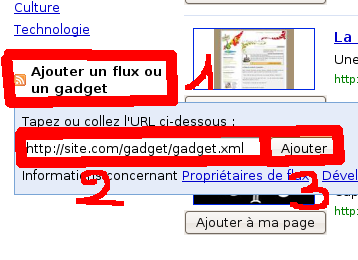 Culture
Technologie
La
Une
http:
Ajouter un flux ou
un gadget
1
Tapez ou collez l'URL ci-dessous :
http://site.com/gadget/gadget.xml
Ajouter
Informations concernant Propriétaires de flux Dével
2
3
http:
Ajouter à ma page